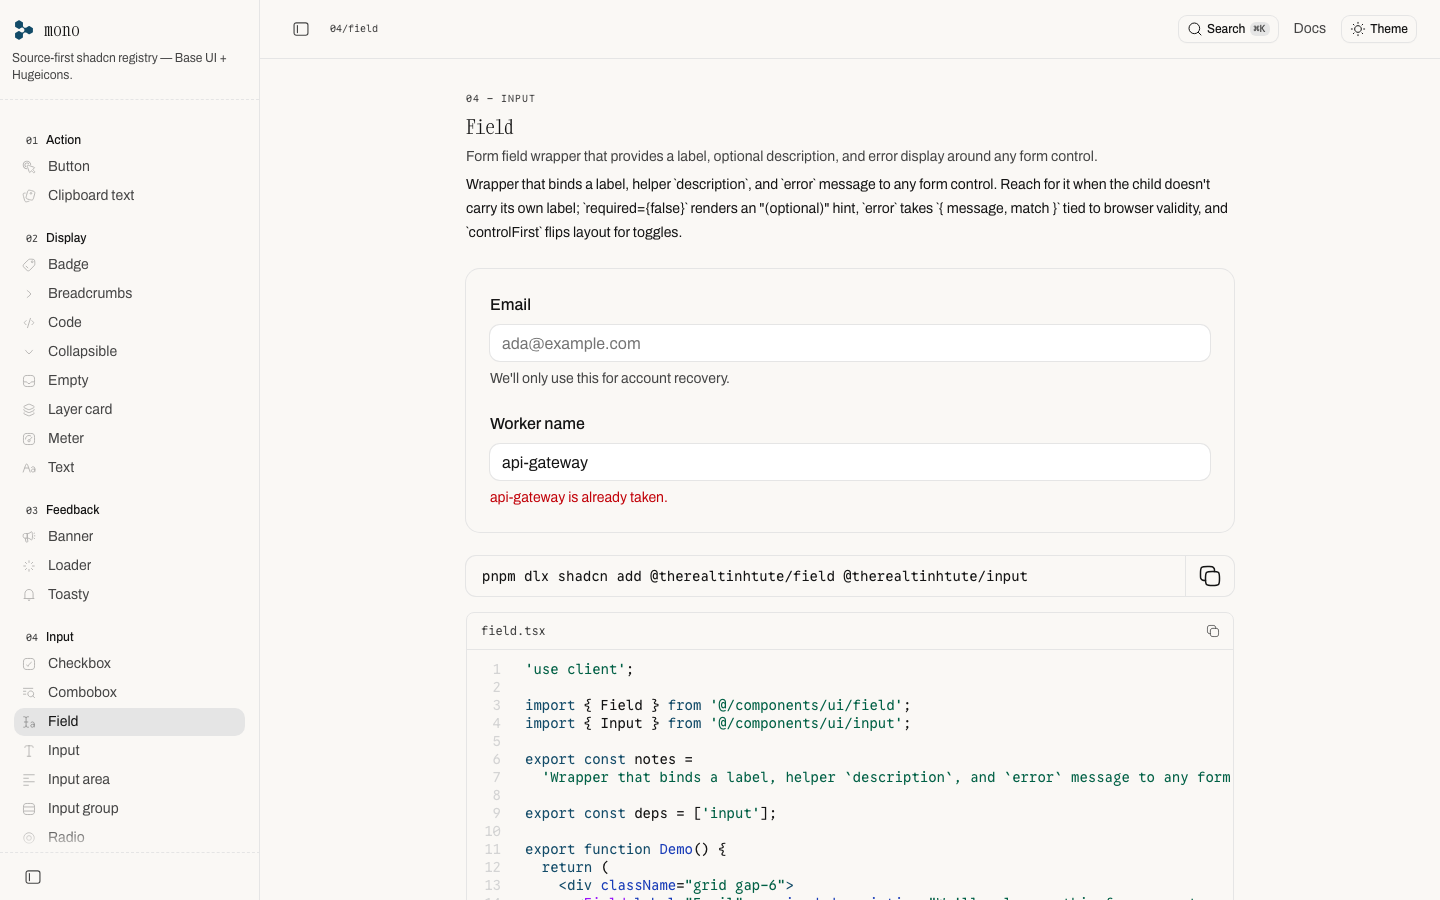 mono
Source-first shadcn registry — Base UI +
Hugeicons.
01 Action
Button
Clipboard text
02 Display
Badge
Breadcrumbs
Code
Collapsible
Empty
Layer card
Meter
Text
03 Feedback
Banner
Loader
Toasty
04 Input
Checkbox
Combobox
Field
Input
Input area
Input group
Radio
04/field
Search ⌘K
Docs
Theme
04 — INPUT
Field
Form field wrapper that provides a label, optional description, and error display around any form control.
Wrapper that binds a label, helper `description`, and `error` message to any form control. Reach for it when the child doesn't
carry its own label; `required={false}` renders an "(optional)" hint, `error` takes `{ message, match }` tied to browser validity, and
`controlFirst` flips layout for toggles.
Email
ada@example.com
We'll only use this for account recovery.
Worker name
api-gateway
api-gateway is already taken.
pnpm dlx shadcn add @therealtinhtute/field @therealtinhtute/input
field.tsx
1 'use client';
2
3 import { Field } from '@/components/ui/field';
4 import { Input } from '@/components/ui/input';
5
6 export const notes =
7 'Wrapper that binds a label, helper `description`, and `error` message to any form
8
9 export const deps = ['input'];
10
11 export function Demo() {
12 return (
13 <div className="grid gap-6">